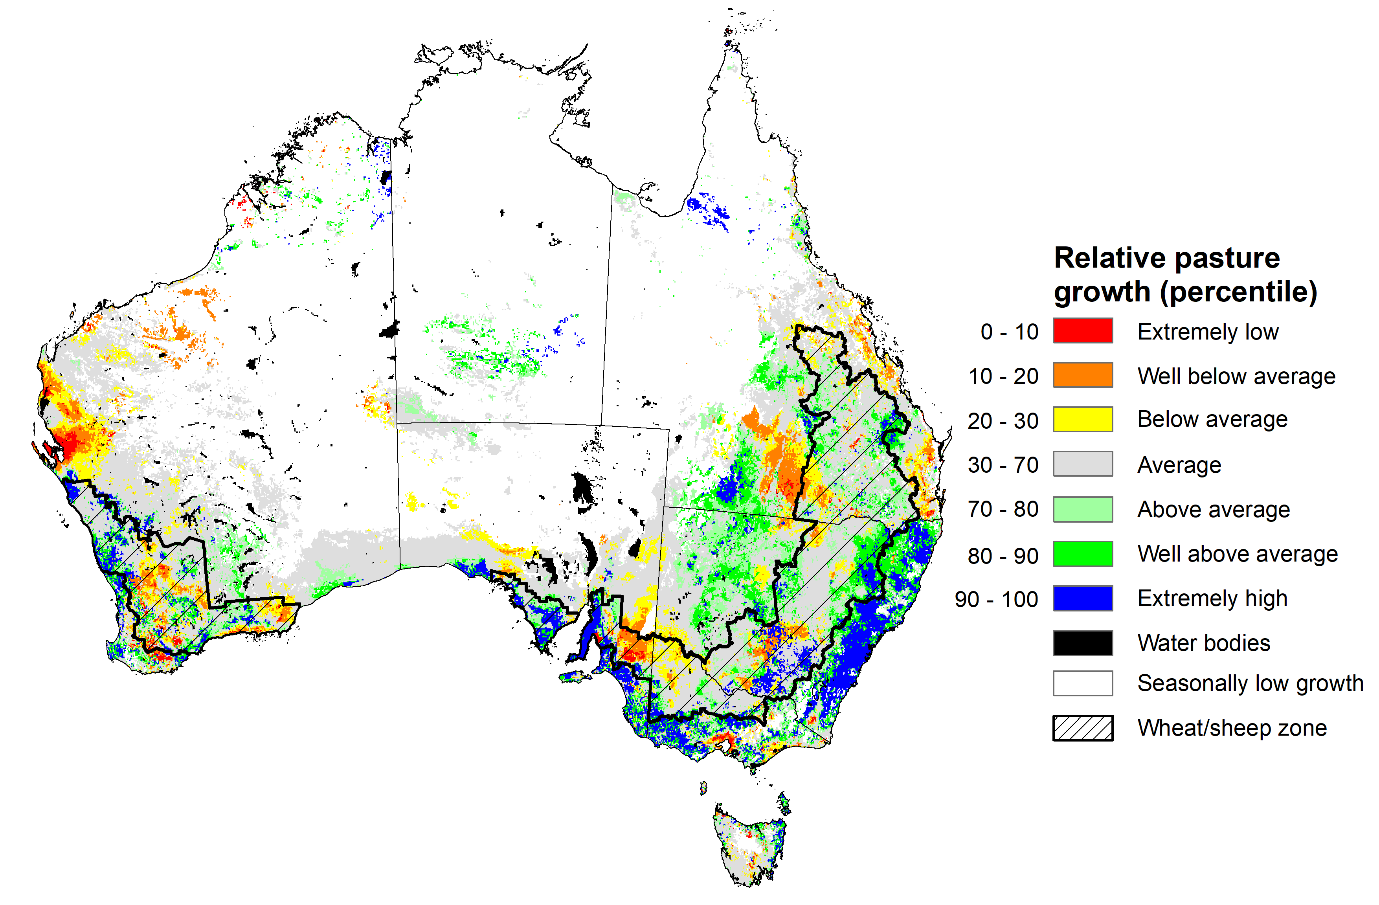 Relative pasture
growth (percentile)
0 - 10 Extremely low
10 - 20 Well below average
20 - 30 Below average
30 - 70 Average
70 - 80 Above average
80 - 90 Well above average
90 - 100 Extremely high
Water bodies
Seasonally low growth
Wheat/sheep zone